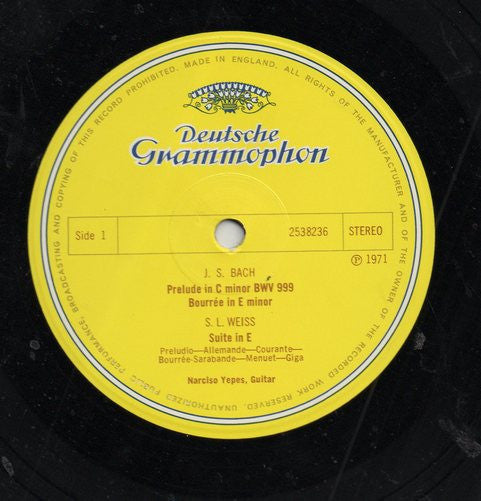 MADE IN ENGLAND. ALL RIGHTS OF THE MANUFACTURER AND OF THE OWNER OF THE RECORDED WORK RESERVED. UNAUTHORIZED PUBLIC PERFORMANCE, BROADCASTING AND COPYING OF THIS RECORD PROHIBITED.
Deutsche
Grammophon
Side 1
2538236
STEREO
℗ 1971
J. S. BACH
Prelude in C minor BWV 999
Bourrée in E minor
S. L. WEISS
Suite in E
Preludio—Allemande—Courante—
Bourrée-Sarabande—Menuet—Giga
Narciso Yepes, Guitar